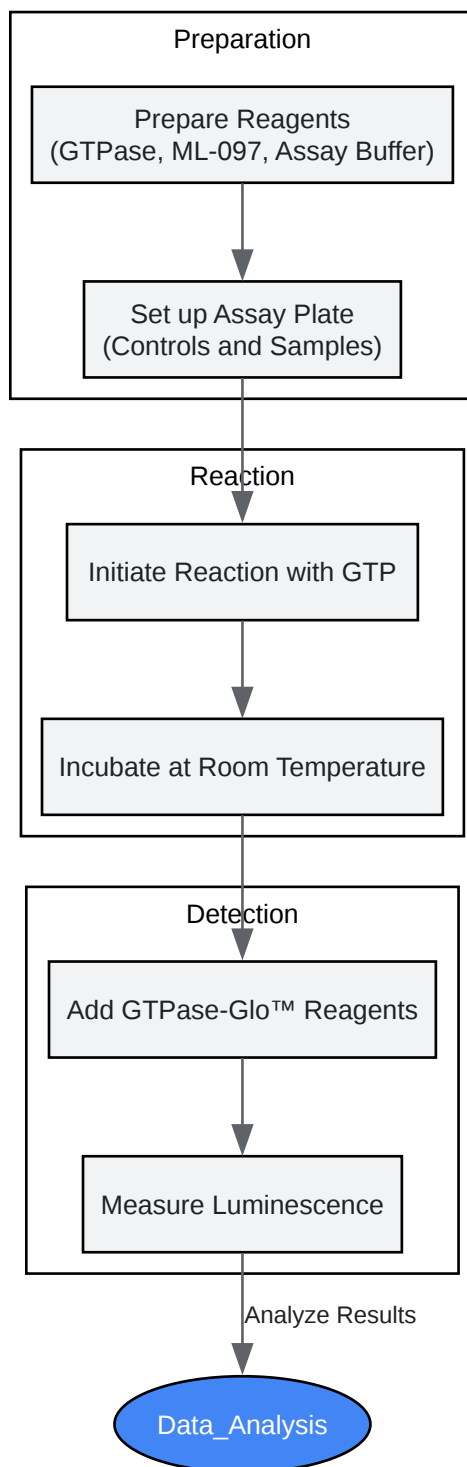 Preparation
Prepare Reagents
(GTPase, ML-097, Assay Buffer)
Set up Assay Plate
(Controls and Samples)
Reaction
Initiate Reaction with GTP
Incubate at Room Temperature
Detection
Add GTPase-Glo™ Reagents
Measure Luminescence
Analyze Results
Data_Analysis